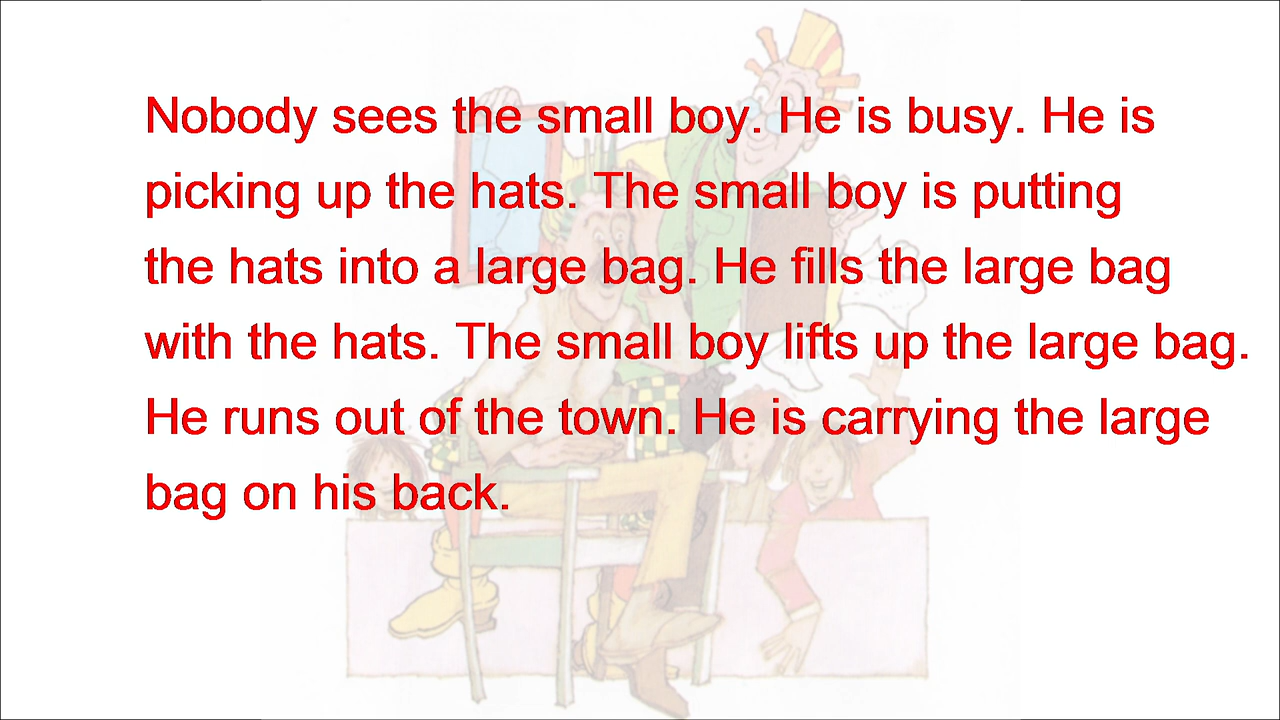 Nobody sees the small boy. He is busy. He is
picking up the hats. The small boy is putting
the hats into a large bag. He fills the large bag
with the hats. The small boy lifts up the large bag.
He runs out of the town. He is carrying the large
bag on his back.